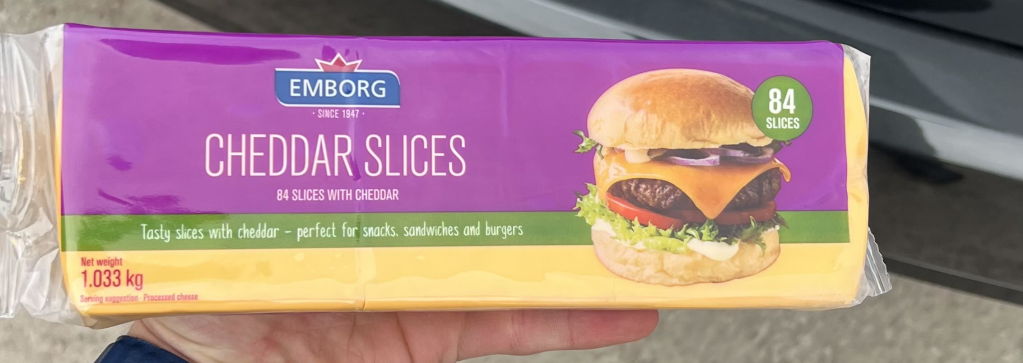 EMBORG
· SINCE 1947 ·
CHEDDAR SLICES
84 SLICES WITH CHEDDAR
84
SLICES
Tasty slices with cheddar – perfect for snacks, sandwiches and burgers
Net weight
1.033 kg
Serving suggestion · Processed cheese